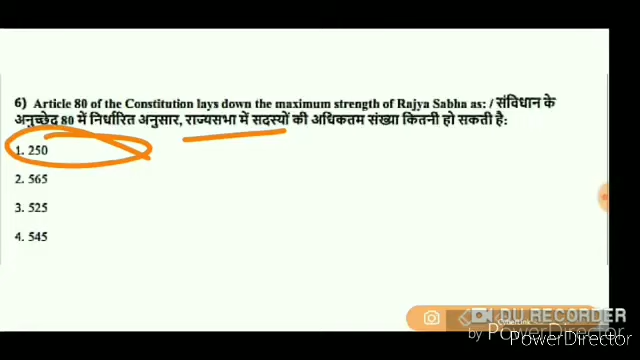 6) Article 80 of the Constitution lays down the maximum strength of Rajya Sabha as: / संविधान के
अनुच्छेद 80 में निर्धारित अनुसार, राज्यसभा में सदस्यों की अधिकतम संख्या कितनी हो सकती है:
1. 250
2. 565
3. 525
4. 545
DU RECORDER
by PowerDirector
PowerDirector